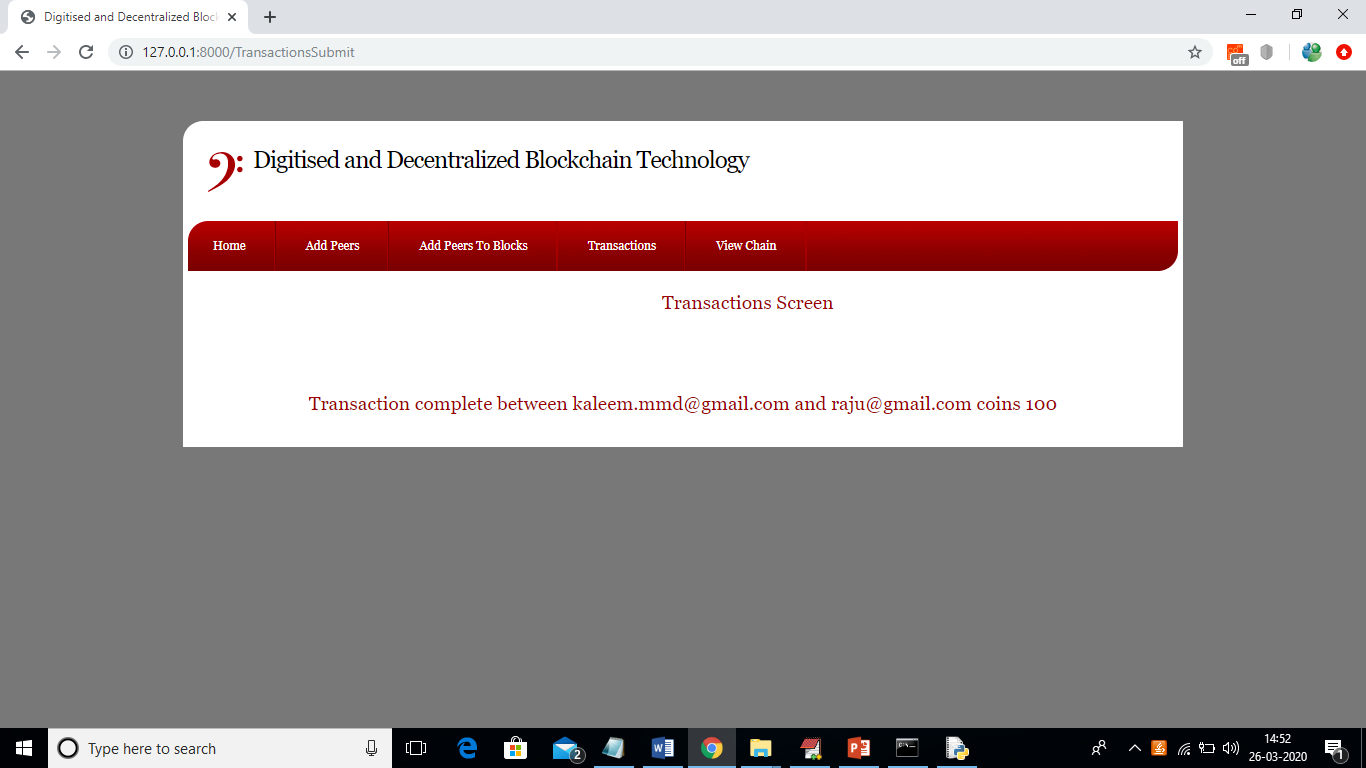 Digitised and Decentralized Bloc
127.0.0.1:8000/TransactionsSubmit
off
Digitised and Decentralized Blockchain Technology
Home Add Peers Add Peers To Blocks Transactions View Chain
Transactions Screen
Transaction complete between kaleem.mmd@gmail.com and raju@gmail.com coins 100
Type here to search
2
14:52
26-03-2020
1